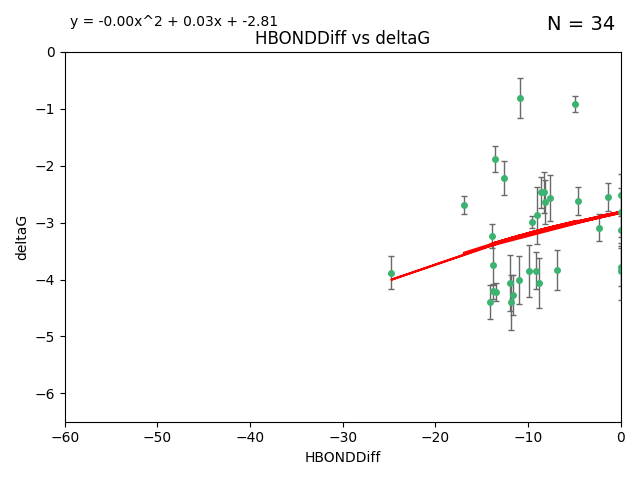 y = -0.00x^2 + 0.03x + -2.81
N = 34
HBONDDiff vs deltaG
0
−1
−2
−3
−4
−5
−6
deltaG
−60 −50 −40 −30 −20 −10 0
HBONDDiff